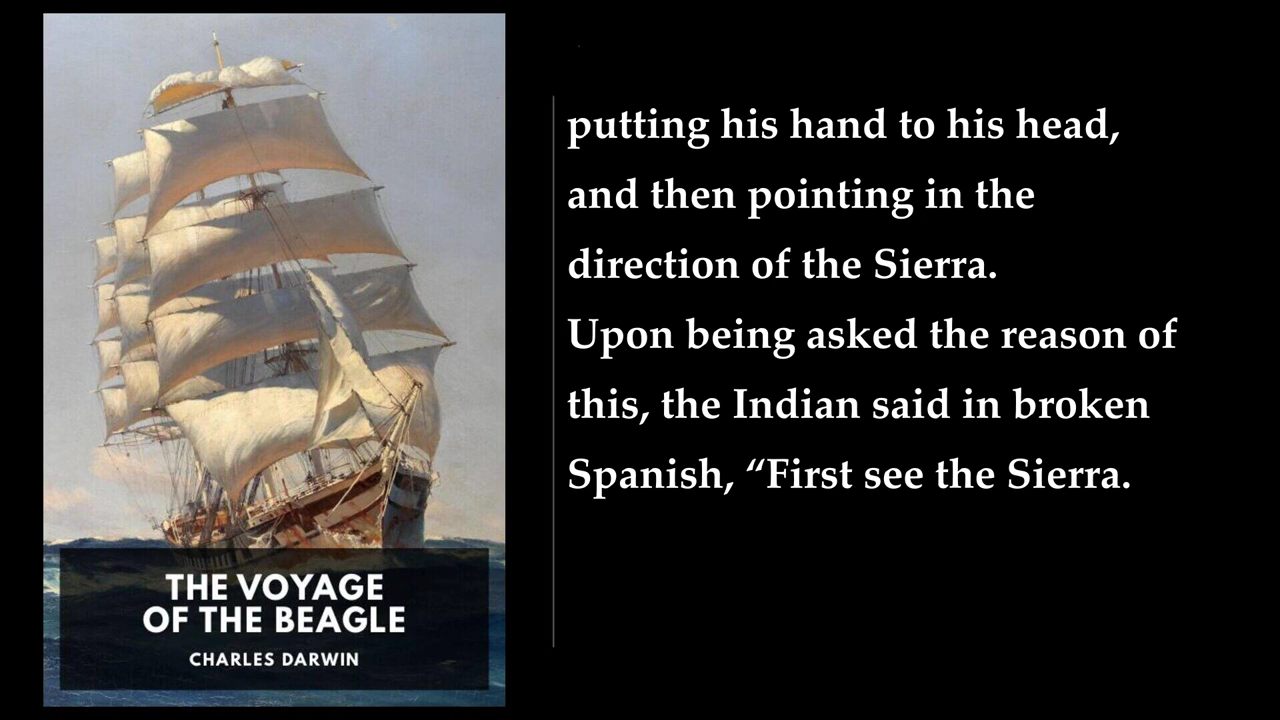 THE VOYAGE
OF THE BEAGLE
CHARLES DARWIN
putting his hand to his head,
and then pointing in the
direction of the Sierra.
Upon being asked the reason of
this, the Indian said in broken
Spanish, “First see the Sierra.